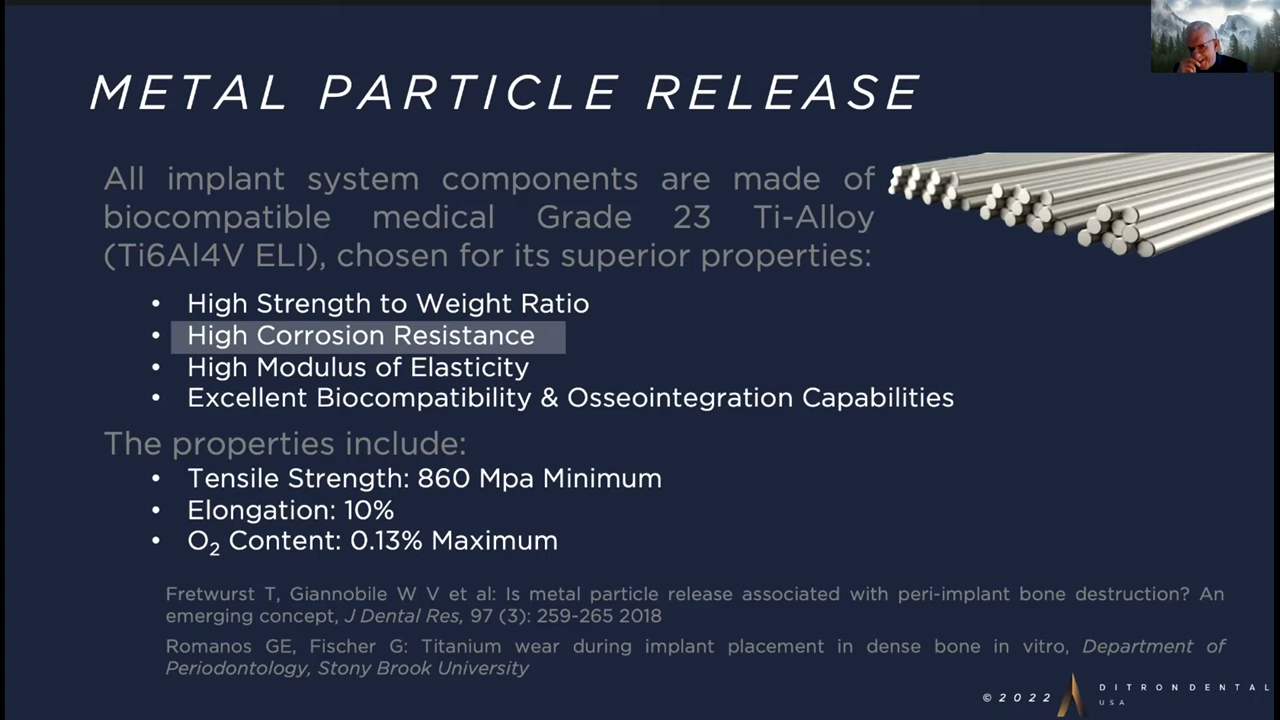 METAL PARTICLE RELEASE
All implant system components are made of
biocompatible medical Grade 23 Ti-Alloy
(Ti6Al4V ELI), chosen for its superior properties:
• High Strength to Weight Ratio
• High Corrosion Resistance
• High Modulus of Elasticity
• Excellent Biocompatibility & Osseointegration Capabilities
The properties include:
• Tensile Strength: 860 Mpa Minimum
• Elongation: 10%
• O₂ Content: 0.13% Maximum
Fretwurst T, Giannobile W V et al: Is metal particle release associated with peri-implant bone destruction? An
emerging concept, J Dental Res, 97 (3): 259-265 2018
Romanos GE, Fischer G: Titanium wear during implant placement in dense bone in vitro, Department of
Periodontology, Stony Brook University
©2022 DITRONDENTAL
USA